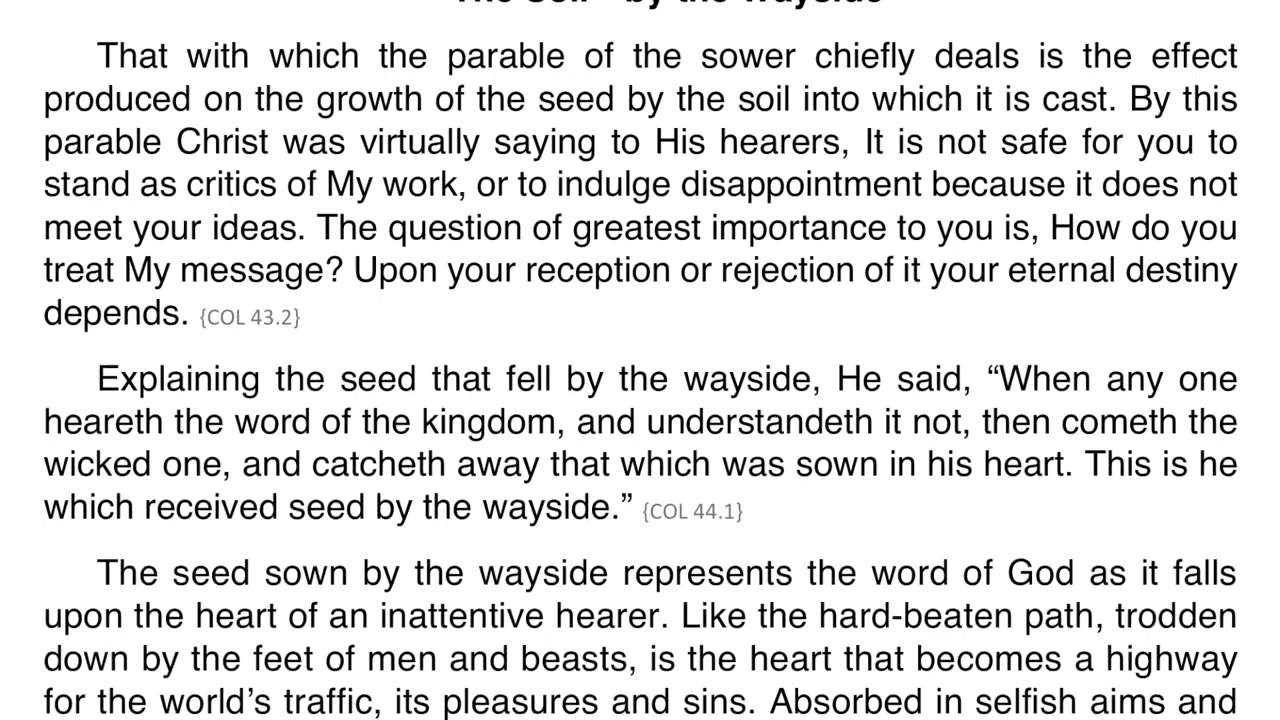 The Soil—by the Wayside
That with which the parable of the sower chiefly deals is the effect
produced on the growth of the seed by the soil into which it is cast. By this
parable Christ was virtually saying to His hearers, It is not safe for you to
stand as critics of My work, or to indulge disappointment because it does not
meet your ideas. The question of greatest importance to you is, How do you
treat My message? Upon your reception or rejection of it your eternal destiny
depends. {COL 43.2}
Explaining the seed that fell by the wayside, He said, “When any one
heareth the word of the kingdom, and understandeth it not, then cometh the
wicked one, and catcheth away that which was sown in his heart. This is he
which received seed by the wayside.” {COL 44.1}
The seed sown by the wayside represents the word of God as it falls
upon the heart of an inattentive hearer. Like the hard-beaten path, trodden
down by the feet of men and beasts, is the heart that becomes a highway
for the world’s traffic, its pleasures and sins. Absorbed in selfish aims and